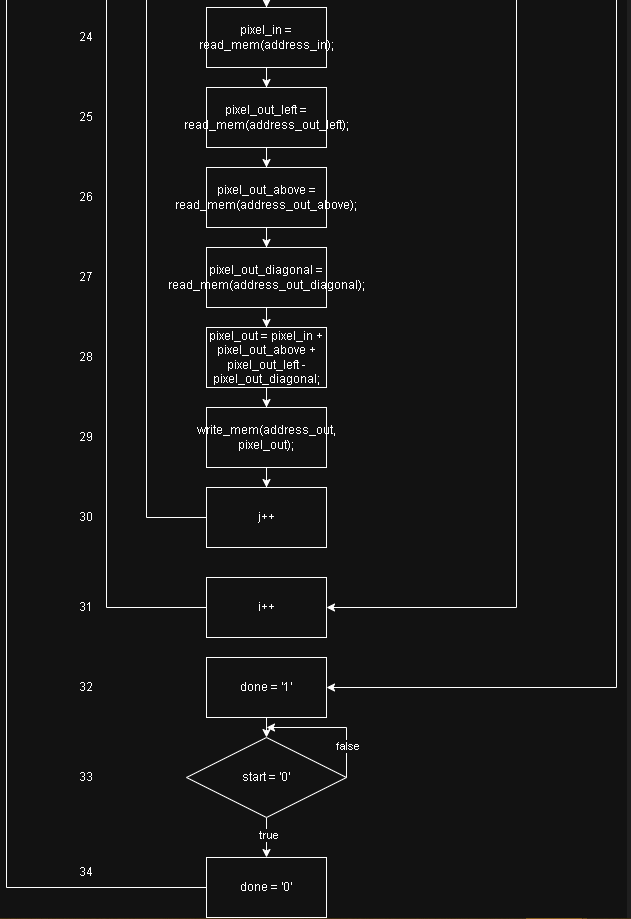 24
pixel_in =
read_mem(address_in);
25
pixel_out_left =
read_mem(address_out_left);
26
pixel_out_above =
read_mem(address_out_above);
27
pixel_out_diagonal =
read_mem(address_out_diagonal);
28
pixel_out = pixel_in +
pixel_out_above +
pixel_out_left -
pixel_out_diagonal;
29
write_mem(address_out,
pixel_out);
30
j++
31
i++
32
done = '1'
false
33
start = '0'
true
34
done = '0'